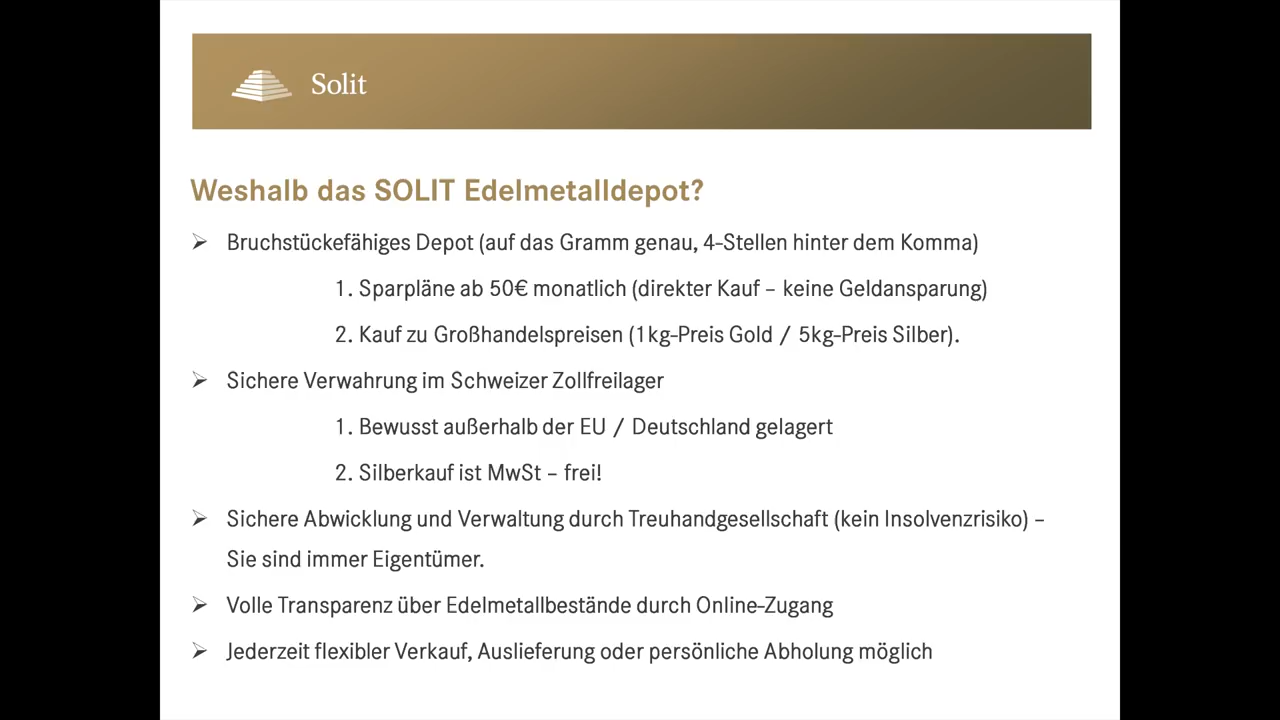 Solit
Weshalb das SOLIT Edelmetalldepot?
➢ Bruchstückefähiges Depot (auf das Gramm genau, 4-Stellen hinter dem Komma)
1. Sparpläne ab 50€ monatlich (direkter Kauf – keine Geldansparung)
2. Kauf zu Großhandelspreisen (1kg-Preis Gold / 5kg-Preis Silber).
➢ Sichere Verwahrung im Schweizer Zollfreilager
1. Bewusst außerhalb der EU / Deutschland gelagert
2. Silberkauf ist MwSt – frei!
➢ Sichere Abwicklung und Verwaltung durch Treuhandgesellschaft (kein Insolvenzrisiko) –
Sie sind immer Eigentümer.
➢ Volle Transparenz über Edelmetallbestände durch Online-Zugang
➢ Jederzeit flexibler Verkauf, Auslieferung oder persönliche Abholung möglich